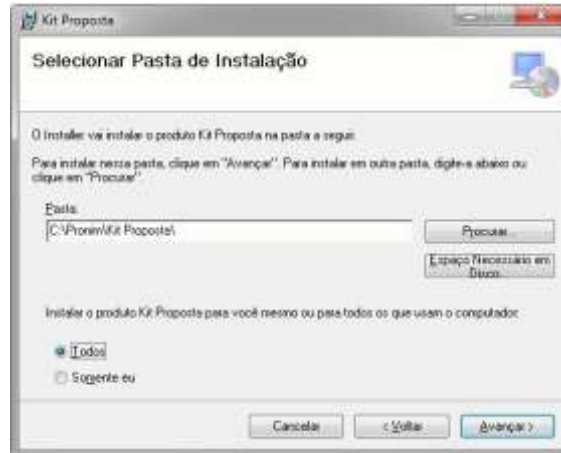 Kit Proposta
Selecionar Pasta de Instalação
O Installer vai instalar o produto Kit Proposta na pasta a seguir.
Para instalar nessa pasta, clique em "Avançar". Para instalar em outra pasta, digite-a abaixo ou
clique em "Procurar".
Pasta:
C:\Pronim\Kit Proposta\
Procurar...
Espaço Necessário em
Disco...
Instalar o produto Kit Proposta para você mesmo ou para todos os que usam o computador:
Todos
Somente eu
Cancelar
< Voltar
Avançar >